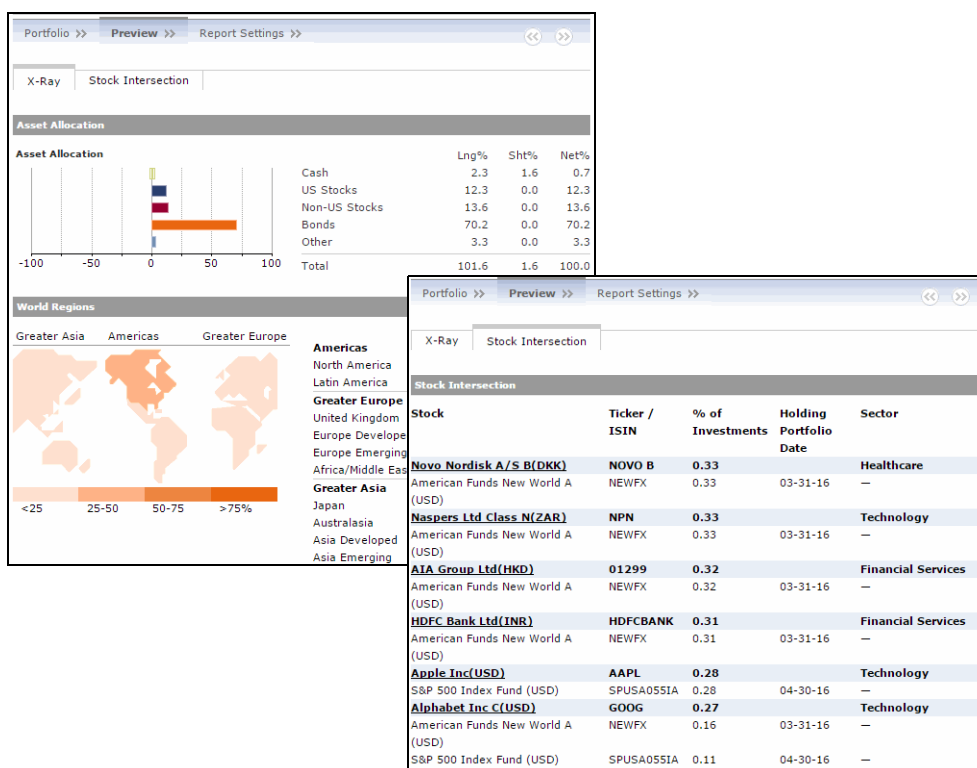 Portfolio >> Preview >> Report Settings >>
X-Ray Stock Intersection
Asset Allocation
Asset Allocation
Lng% Sht% Net%
Cash 2.3 1.6 0.7
US Stocks 12.3 0.0 12.3
Non-US Stocks 13.6 0.0 13.6
Bonds 70.2 0.0 70.2
Other 3.3 0.0 3.3
-100 -50 0 50 100
Total 101.6 1.6 100.0
World Regions
Greater Asia Americas Greater Europe
<25 25-50 50-75 >75%
Americas
North America
Latin America
Greater Europe
United Kingdom
Europe Develope
Europe Emerging
Africa/Middle Eas
Greater Asia
Japan
Australasia
Asia Developed
Asia Emerging
Portfolio >> Preview >> Report Settings >>
X-Ray Stock Intersection
Stock Intersection
Stock Ticker / % of Holding Sector
ISIN Investments Portfolio
Date
Novo Nordisk A/S B(DKK) NOVO B 0.33 Healthcare
American Funds New World A NEWFX 0.33 03-31-16 —
(USD)
Naspers Ltd Class N(ZAR) NPN 0.33 Technology
American Funds New World A NEWFX 0.33 03-31-16 —
(USD)
AIA Group Ltd(HKD) 01299 0.32 Financial Services
American Funds New World A NEWFX 0.32 03-31-16 —
(USD)
HDFC Bank Ltd(INR) HDFCBANK 0.31 Financial Services
American Funds New World A NEWFX 0.31 03-31-16 —
(USD)
Apple Inc(USD) AAPL 0.28 Technology
S&P 500 Index Fund (USD) SPUSA055IA 0.28 04-30-16 —
Alphabet Inc C(USD) GOOG 0.27 Technology
American Funds New World A NEWFX 0.16 03-31-16 —
(USD)
S&P 500 Index Fund (USD) SPUSA055IA 0.11 04-30-16 —